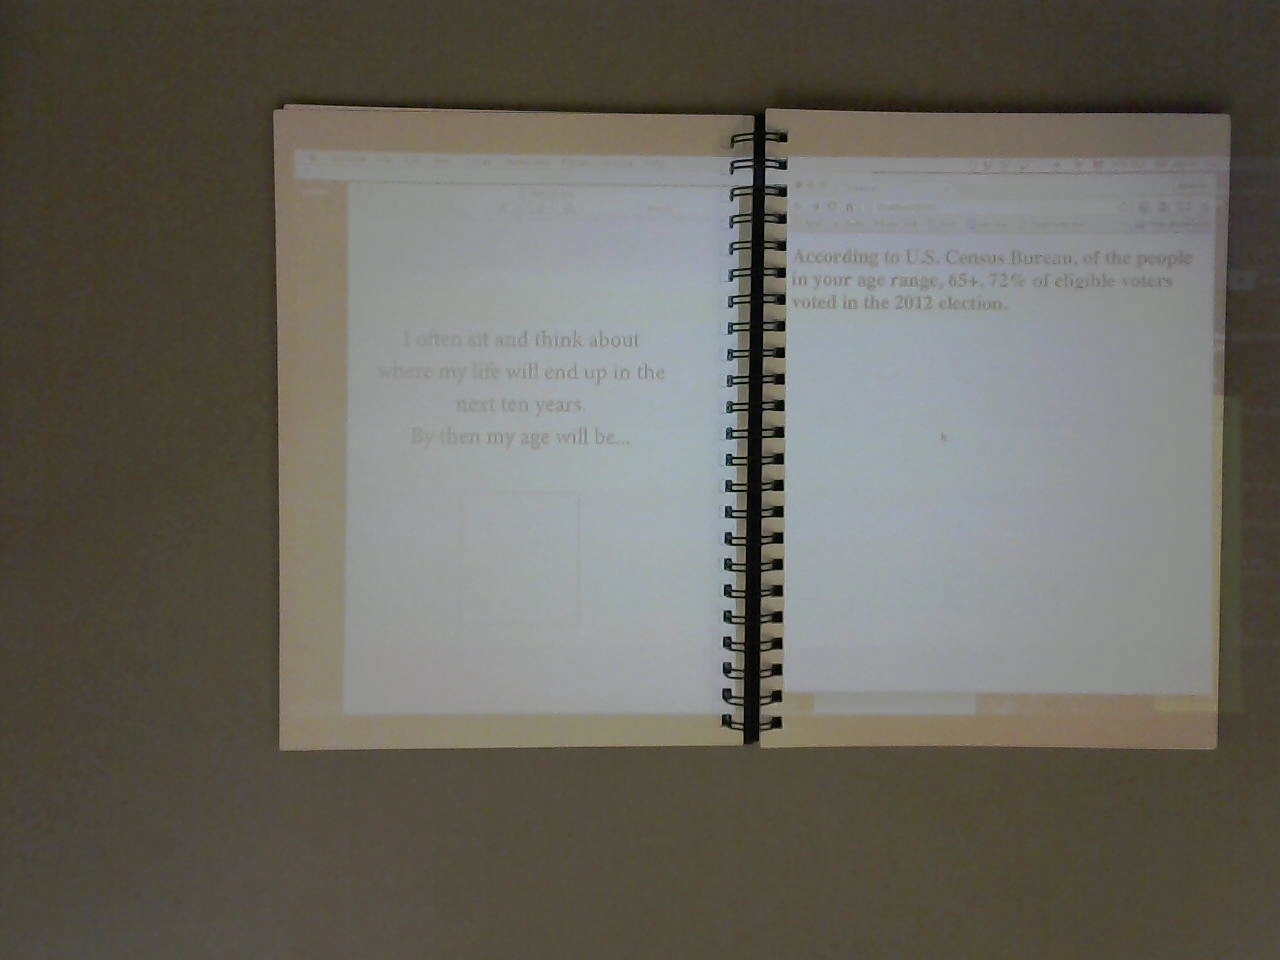 I often sit and think about
where my life will end up in the
next ten years.
By then my age will be...
According to U.S. Census Bureau, of the people
in your age range, 65+, 72% of eligible voters
voted in the 2012 election.